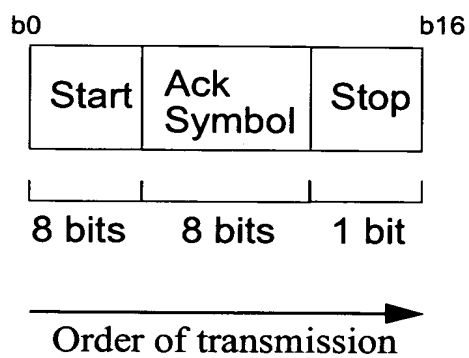 b0 b16
Start Ack Symbol Stop
8 bits 8 bits 1 bit
Order of transmission